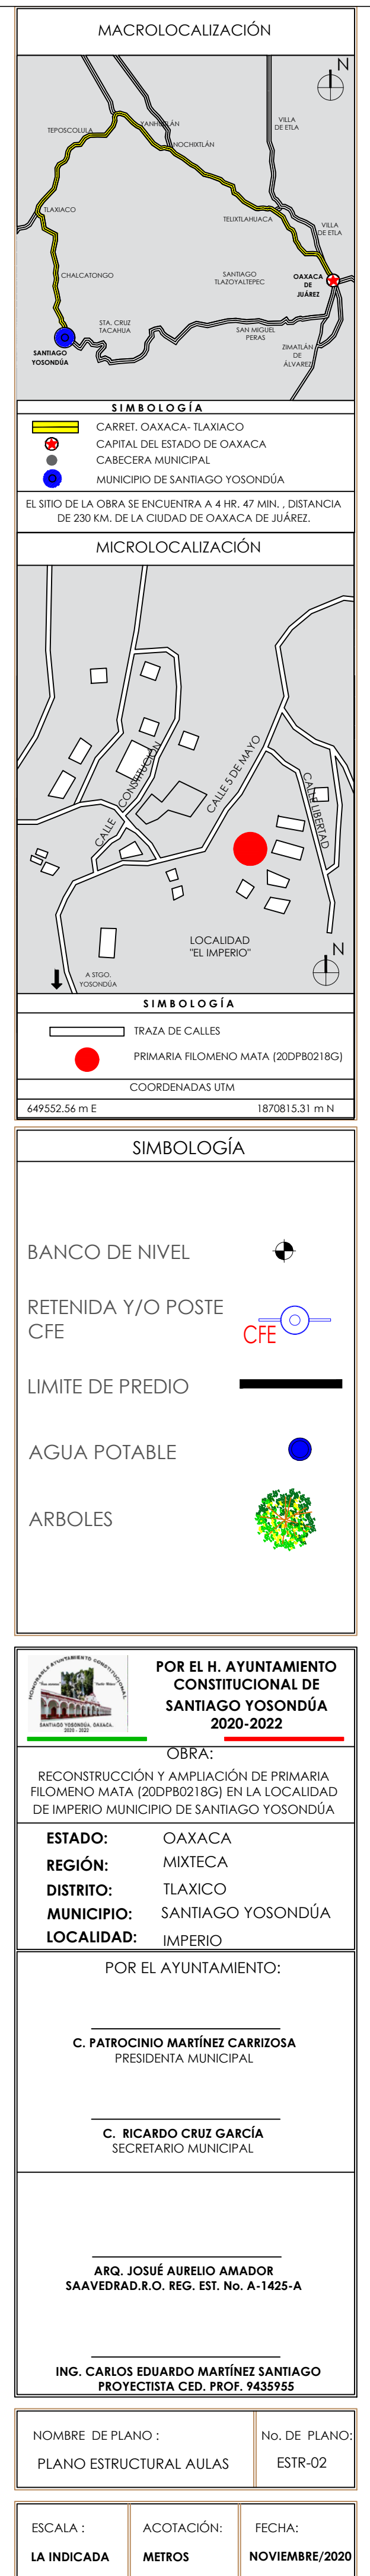 MACROLOCALIZACIÓN
N
VILLA
DE ETLA
YANHUITLÁN
TEPOSCOLULA
NOCHIXTLÁN
TLAXIACO
TELIXTLAHUACA
VILLA
DE ETLA
CHALCATONGO
SANTIAGO
TLAZOYALTEPEC
OAXACA
DE
JUÁREZ
STA. CRUZ
TACAHUA
SAN MIGUEL
PERAS
ZIMATLÁN
DE
ÁLVAREZ
SANTIAGO
YOSONDÚA
SIMBOLOGÍA
CARRET. OAXACA- TLAXIACO
CAPITAL DEL ESTADO DE OAXACA
CABECERA MUNICIPAL
MUNICIPIO DE SANTIAGO YOSONDÚA
EL SITIO DE LA OBRA SE ENCUENTRA A 4 HR. 47 MIN. , DISTANCIA
DE 230 KM. DE LA CIUDAD DE OAXACA DE JUÁREZ.
MICROLOCALIZACIÓN
CALLE CONSTITUCIÓN
CALLE 5 DE MAYO
CALLE LIBERTAD
LOCALIDAD
"EL IMPERIO"
N
A STGO.
YOSONDÚA
SIMBOLOGÍA
TRAZA DE CALLES
PRIMARIA FILOMENO MATA (20DPB0218G)
COORDENADAS UTM
649552.56 m E 1870815.31 m N
SIMBOLOGÍA
BANCO DE NIVEL
RETENIDA Y/O POSTE
CFE
CFE
LIMITE DE PREDIO
AGUA POTABLE
ARBOLES
HONORABLE AYUNTAMIENTO CONSTITUCIONAL
SANTIAGO YOSONDÚA, OAXACA.
2020 - 2022
POR EL H. AYUNTAMIENTO
CONSTITUCIONAL DE
SANTIAGO YOSONDÚA
2020-2022
OBRA:
RECONSTRUCCIÓN Y AMPLIACIÓN DE PRIMARIA
FILOMENO MATA (20DPB0218G) EN LA LOCALIDAD
DE IMPERIO MUNICIPIO DE SANTIAGO YOSONDÚA
ESTADO: OAXACA
REGIÓN: MIXTECA
DISTRITO: TLAXICO
MUNICIPIO: SANTIAGO YOSONDÚA
LOCALIDAD: IMPERIO
POR EL AYUNTAMIENTO:
C. PATROCINIO MARTÍNEZ CARRIZOSA
PRESIDENTA MUNICIPAL
C. RICARDO CRUZ GARCÍA
SECRETARIO MUNICIPAL
ARQ. JOSUÉ AURELIO AMADOR
SAAVEDRAD.R.O. REG. EST. No. A-1425-A
ING. CARLOS EDUARDO MARTÍNEZ SANTIAGO
PROYECTISTA CED. PROF. 9435955
NOMBRE DE PLANO :
PLANO ESTRUCTURAL AULAS
No. DE PLANO:
ESTR-02
ESCALA :
LA INDICADA
ACOTACIÓN:
METROS
FECHA:
NOVIEMBRE/2020